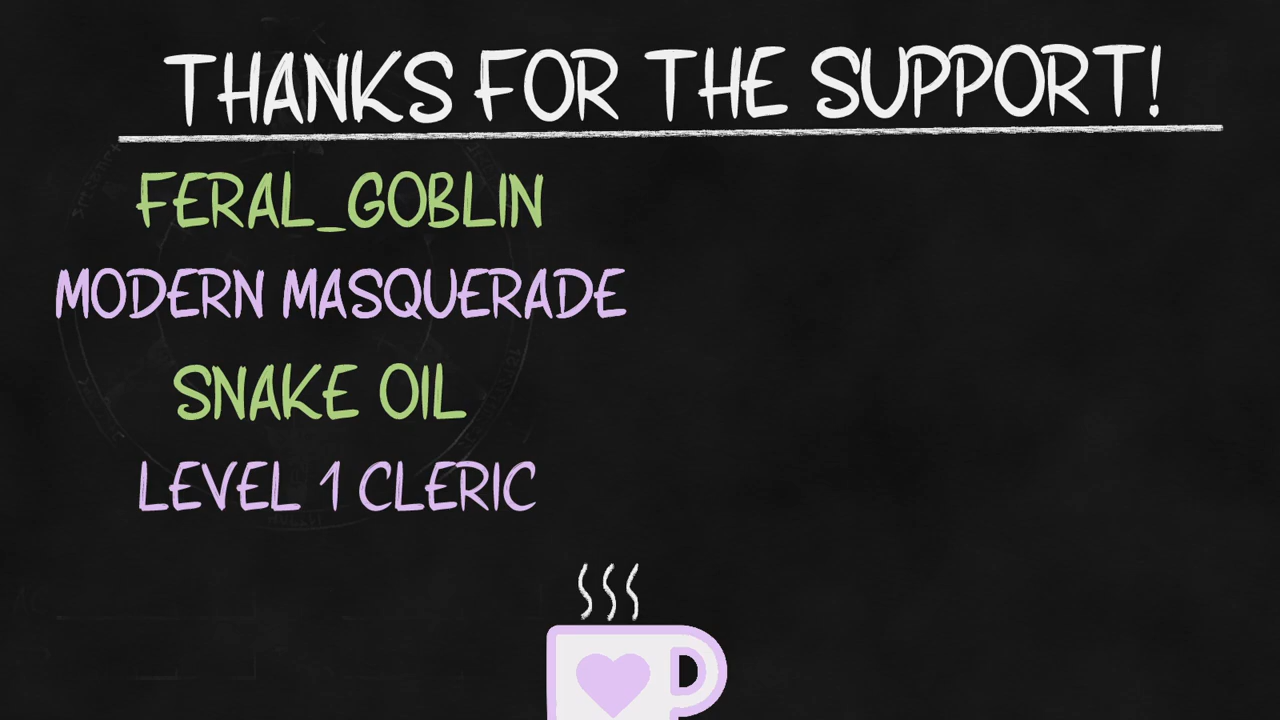 THANKS FOR THE SUPPORT!
FERAL_GOBLIN
MODERN MASQUERADE
SNAKE OIL
LEVEL 1 CLERIC